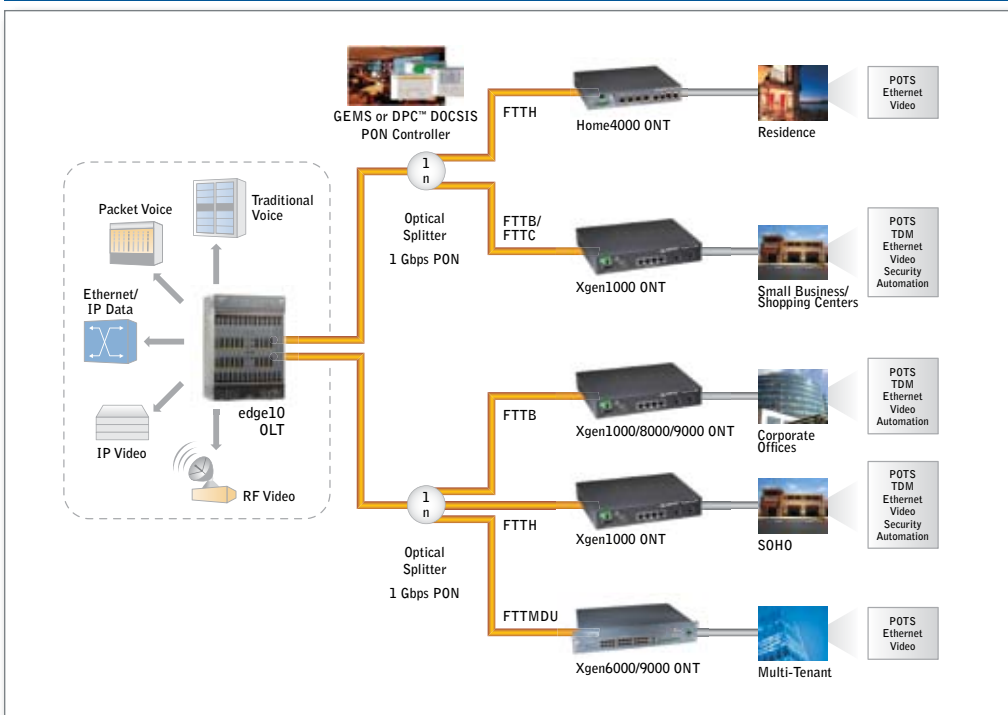 GEMS or DPC™ DOCSIS
PON Controller
Packet Voice
Traditional
Voice
Ethernet/
IP Data
IP Video
RF Video
edge10
OLT
1
n
Optical
Splitter
1 Gbps PON
FTTH
Home4000 ONT
Residence
POTS
Ethernet
Video
FTTB/
FTTC
Xgen1000 ONT
Small Business/
Shopping Centers
POTS
TDM
Ethernet
Video
Security
Automation
1
n
Optical
Splitter
1 Gbps PON
FTTB
Xgen1000/8000/9000 ONT
Corporate
Offices
POTS
TDM
Ethernet
Video
Automation
FTTH
Xgen1000 ONT
SOHO
POTS
TDM
Ethernet
Video
Security
Automation
FTTMDU
Xgen6000/9000 ONT
Multi-Tenant
POTS
Ethernet
Video